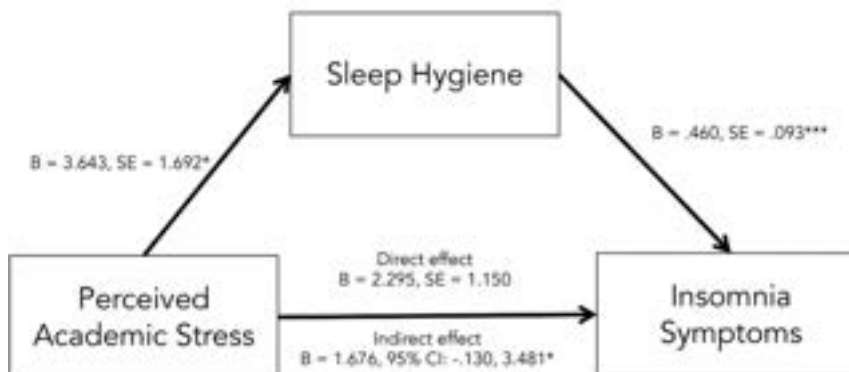 Sleep Hygiene
B = 3.643, SE = 1.692*
B = .460, SE = .093***
Perceived
Academic Stress
Direct effect
B = 2.295, SE = 1.150
Indirect effect
B = 1.676, 95% CI: -.130, 3.481*
Insomnia
Symptoms